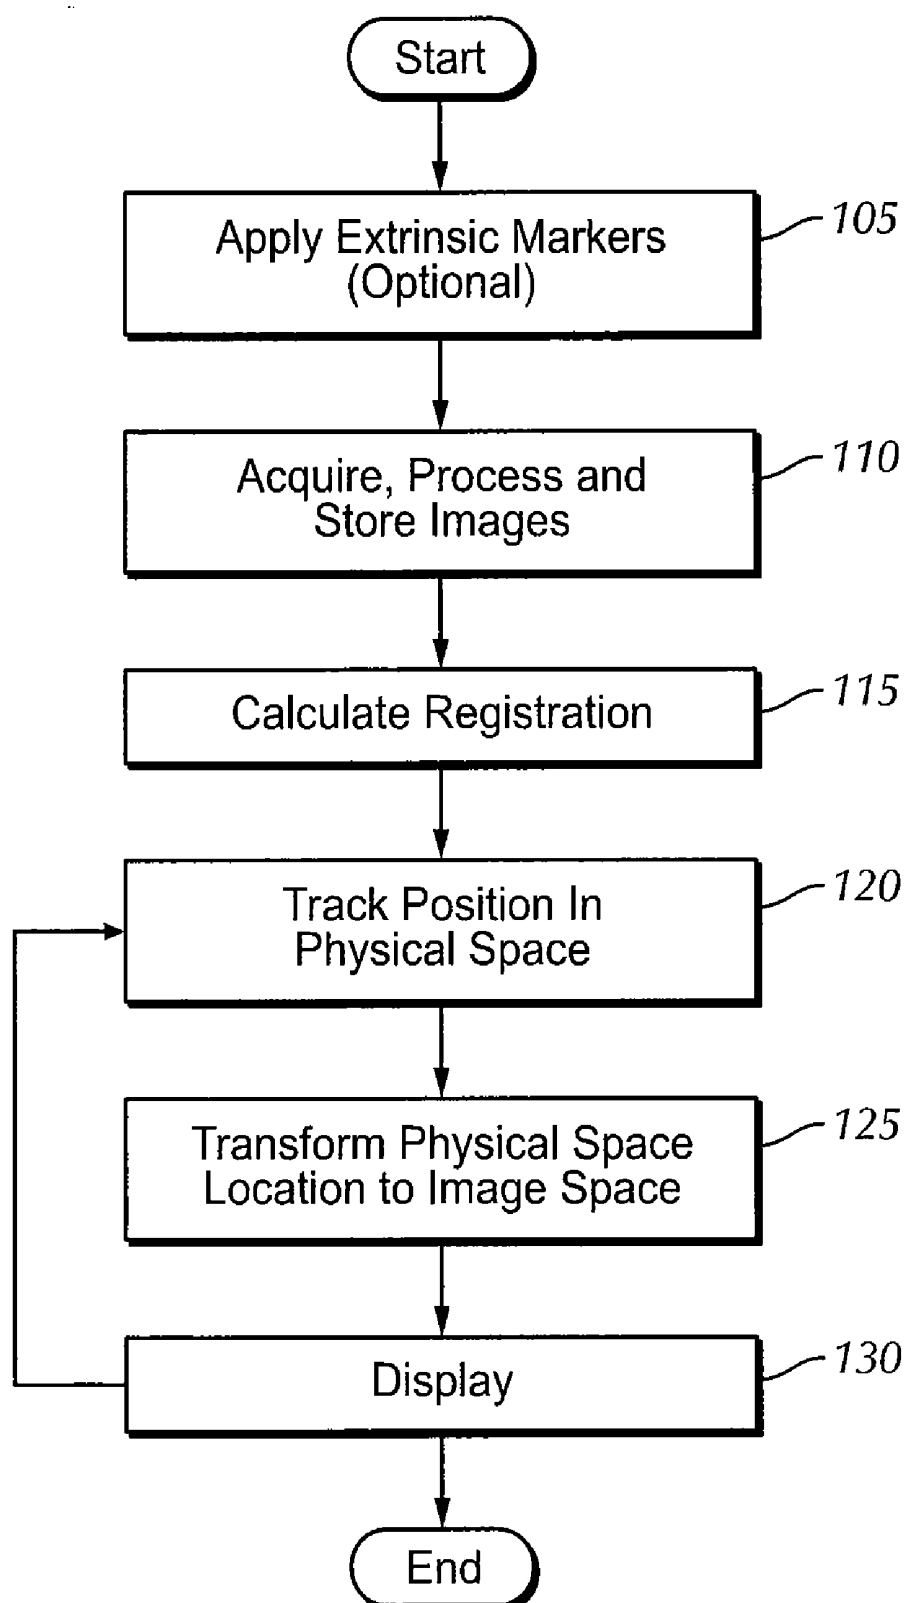 Start
Apply Extrinsic Markers
(Optional)
105
Acquire, Process and
Store Images
110
Calculate Registration
115
Track Position In
Physical Space
120
Transform Physical Space
Location to Image Space
125
Display
130
End